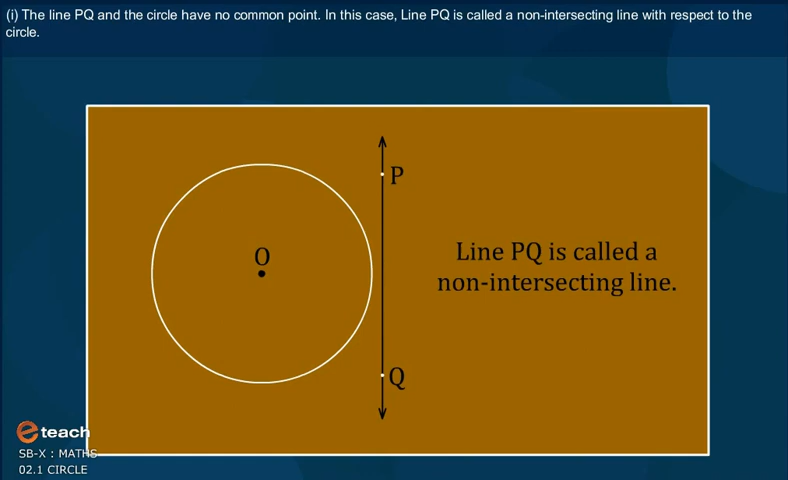 (i) The line PQ and the circle have no common point. In this case, Line PQ is called a non-intersecting line with respect to the
circle.
P
O
Line PQ is called a
non-intersecting line.
Q
eteach
SB-X : MATHS
02.1 CIRCLE